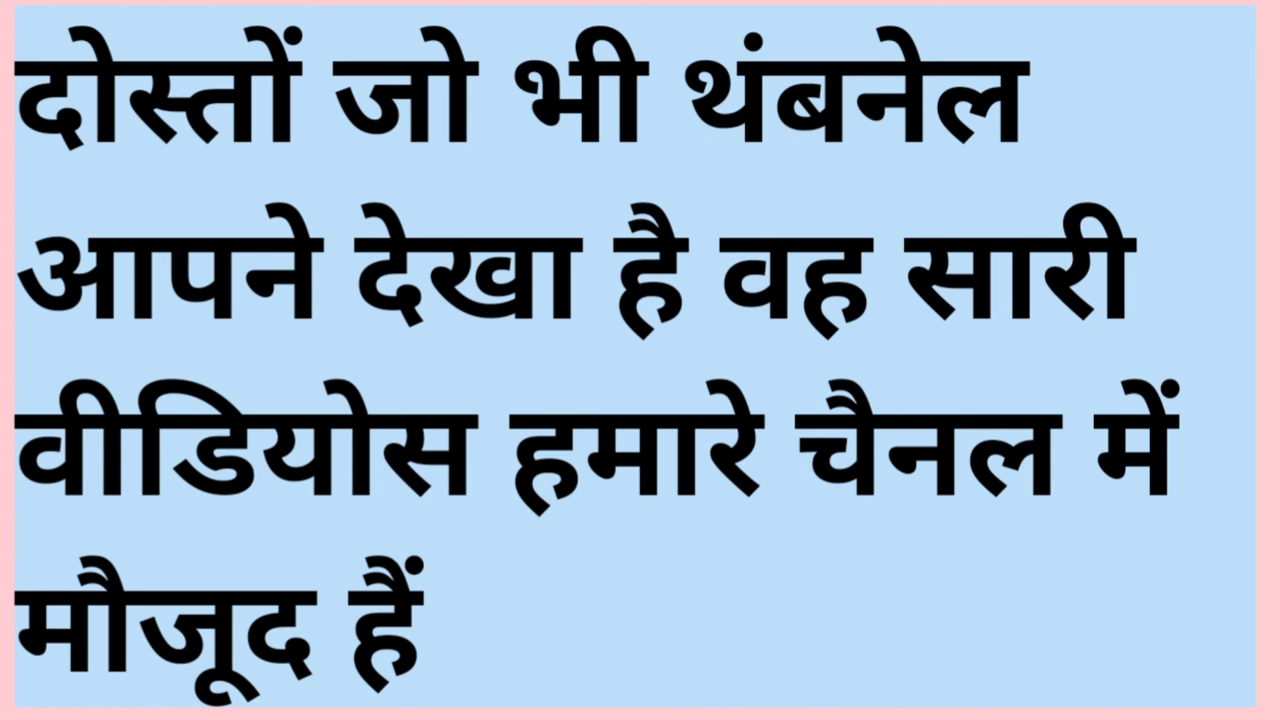 दोस्तों जो भी थंबनेल
आपने देखा है वह सारी
वीडियोस हमारे चैनल में
मौजूद हैं